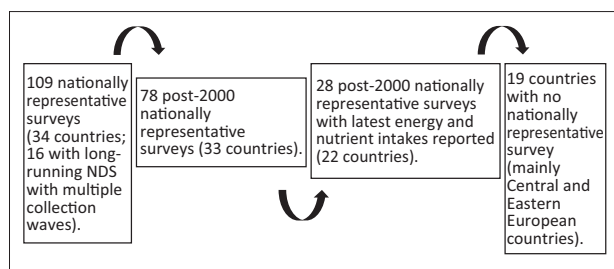 109 nationally
representative
surveys
(34 countries;
16 with long-
running NDS
with multiple
collection
waves).
78 post-2000
nationally
representative
surveys (33 countries).
28 post-2000 nationally
representative surveys
with latest energy and
nutrient intakes reported
(22 countries).
19 countries
with no
nationally
representative
survey
(mainly
Central and
Eastern
European
countries).